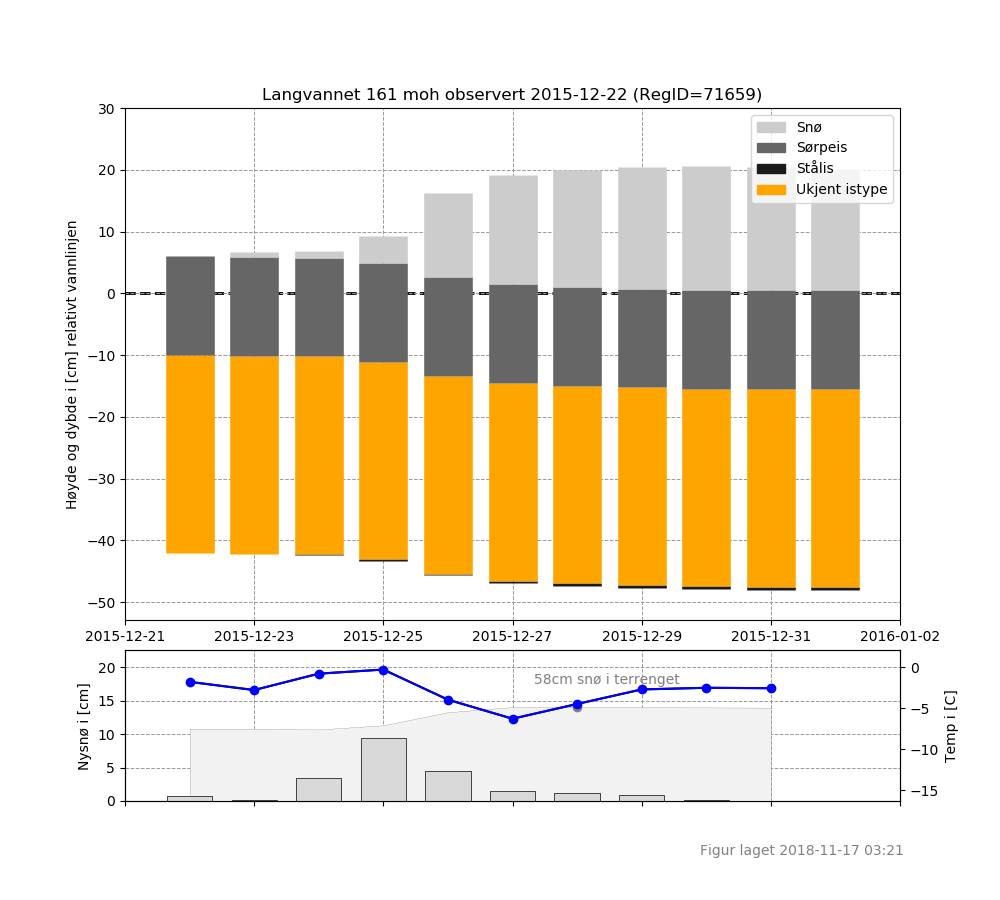 Langvannet 161 moh observert 2015-12-22 (RegID=71659)
30
20
10
0
−10
−20
−30
−40
−50
Høyde og dybde i [cm] relativt vannlinjen
Snø
Sørpeis
Stålis
Ukjent istype
2015-12-21
2015-12-23
2015-12-25
2015-12-27
2015-12-29
2015-12-31
2016-01-02
20
15
10
5
0
Nysnø i [cm]
58cm snø i terrenget
0
−5
−10
−15
Temp i [C]
Figur laget 2018-11-17 03:21